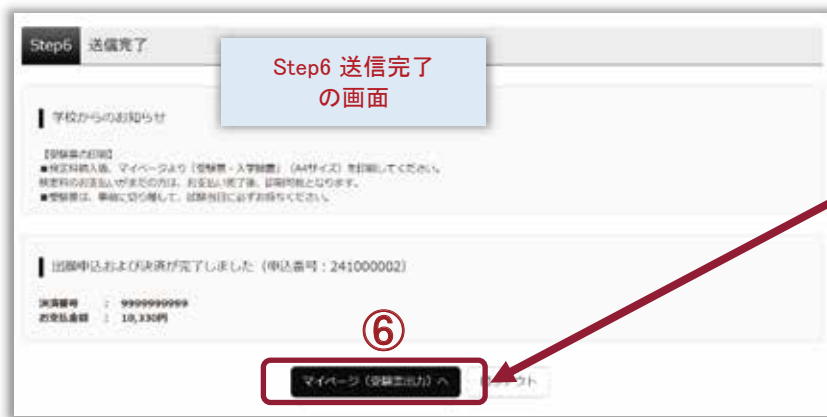 Step6 送信完了
Step6 送信完了
の画面
学校からのお知らせ
【受験票の印刷】
■検定料納入後、マイページより「受験票・入学願書」(A4サイズ)を印刷してください。
検定料のお支払いがまだの方は、お支払い完了後、印刷可能となります。
■受験票は、事前に切り離して、試験当日に必ずお持ちください。
出願申込および決済が完了しました(申込番号:241000002)
決済番号 : 9999999999
お支払金額 : 10,330円
⑥
マイページ(受験票出力)へ